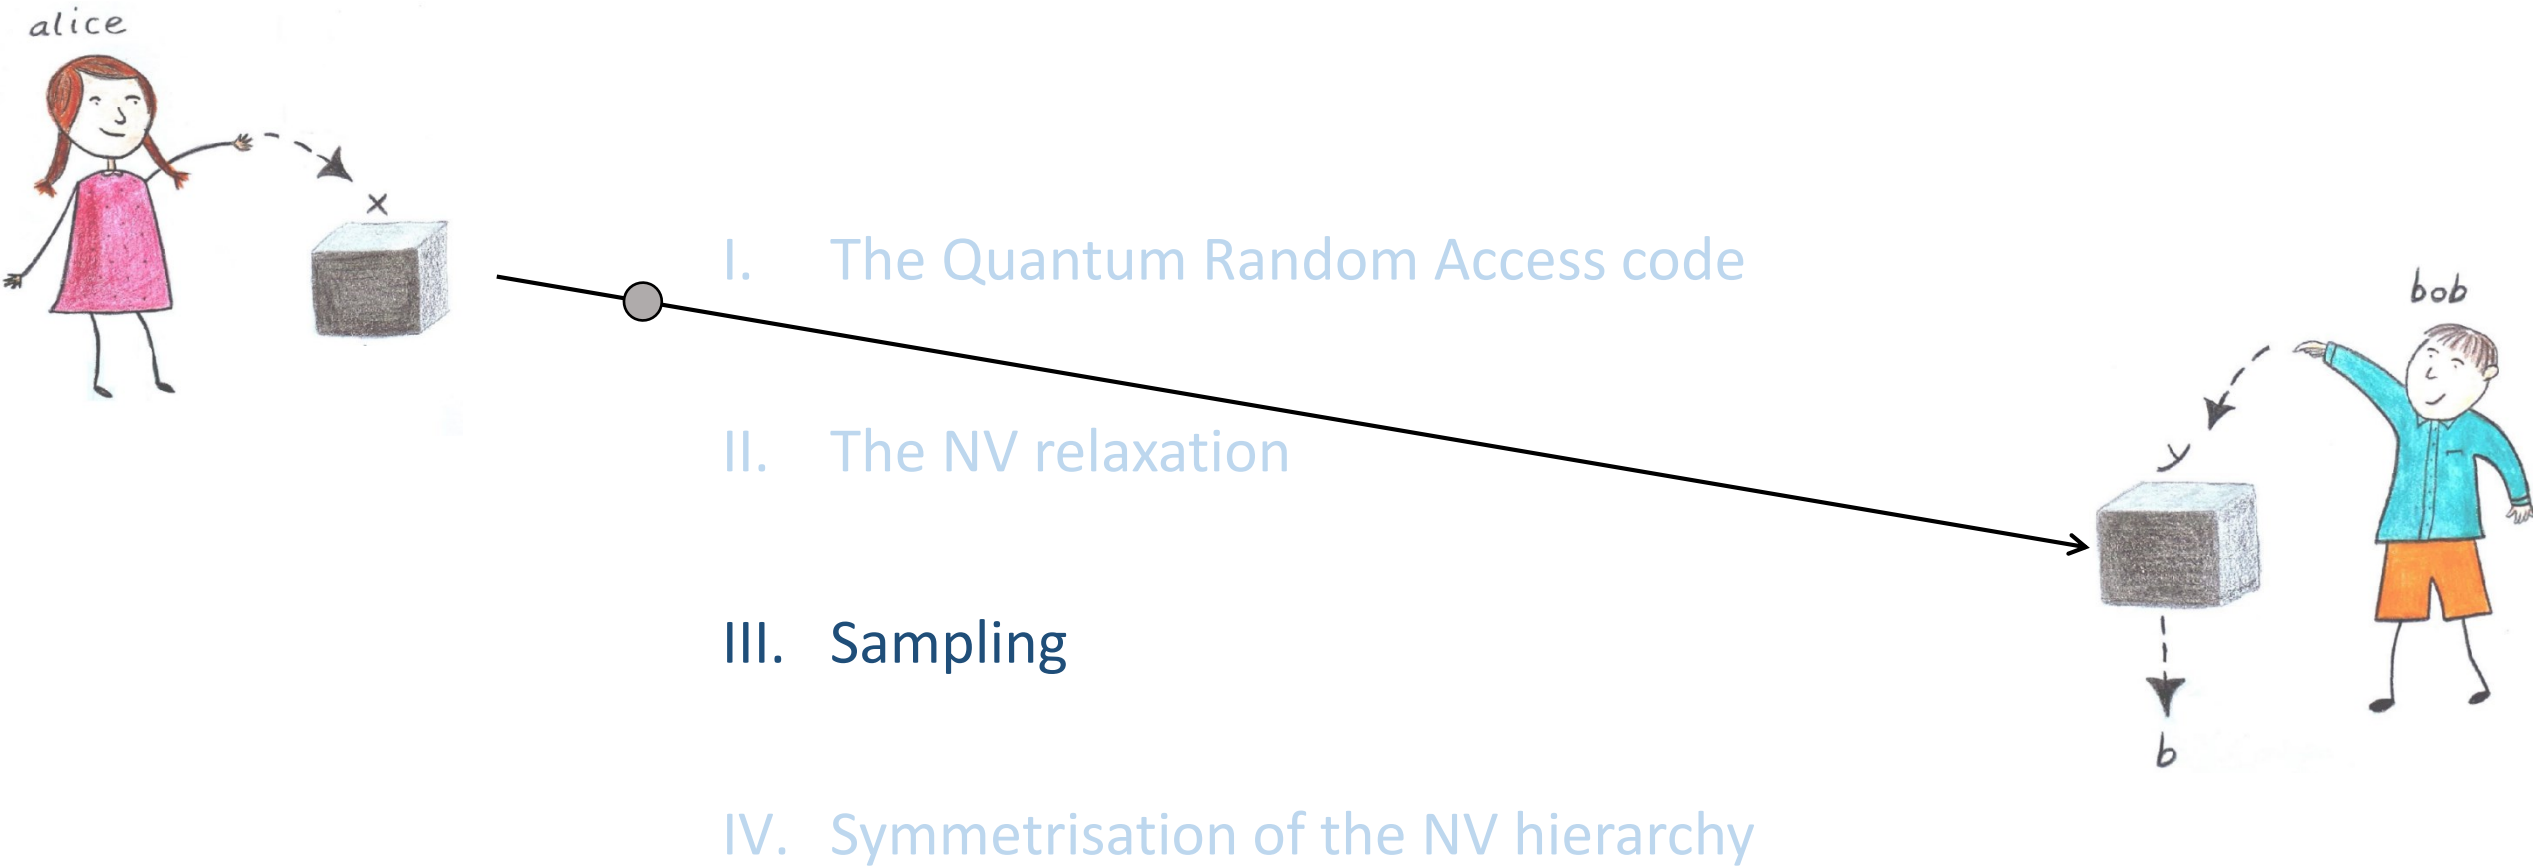 alice
x
I. The Quantum Random Access code
bob
II. The NV relaxation
y
III. Sampling
b
IV. Symmetrisation of the NV hierarchy